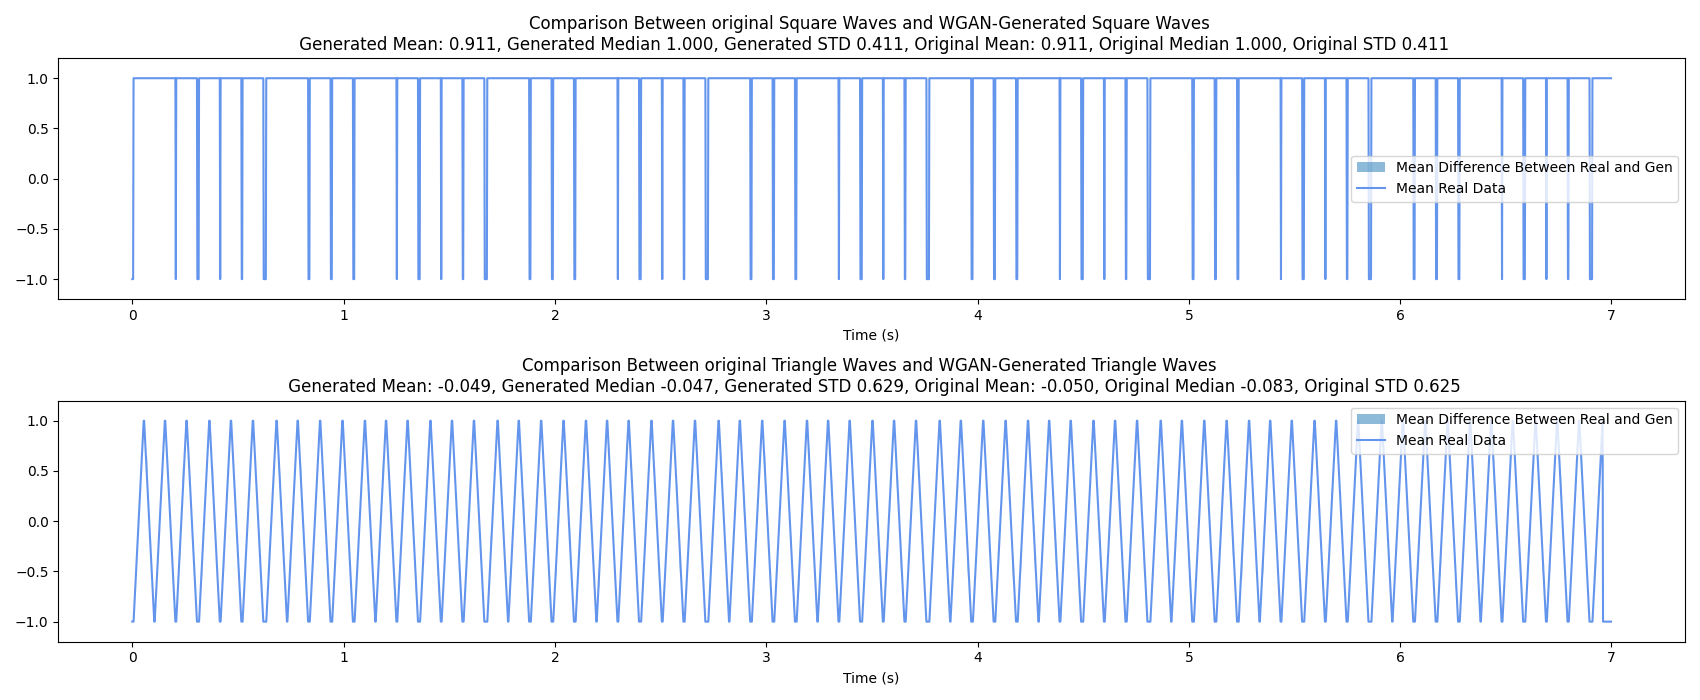 Comparison Between original Square Waves and WGAN-Generated Square Waves
Generated Mean: 0.911, Generated Median 1.000, Generated STD 0.411, Original Mean: 0.911, Original Median 1.000, Original STD 0.411
1.0
0.5
0.0
−0.5
−1.0
Mean Difference Between Real and Gen
Mean Real Data
0 1 2 3 4 5 6 7
Time (s)
Comparison Between original Triangle Waves and WGAN-Generated Triangle Waves
Generated Mean: -0.049, Generated Median -0.047, Generated STD 0.629, Original Mean: -0.050, Original Median -0.083, Original STD 0.625
1.0
0.5
0.0
−0.5
−1.0
Mean Difference Between Real and Gen
Mean Real Data
0 1 2 3 4 5 6 7
Time (s)